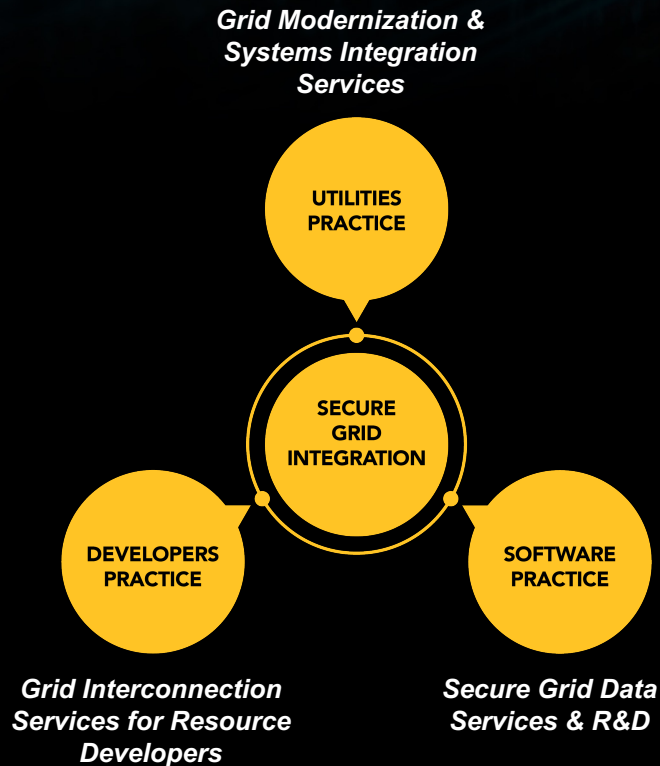 Grid Modernization &
Systems Integration
Services
UTILITIES
PRACTICE
SECURE
GRID
INTEGRATION
DEVELOPERS
PRACTICE
SOFTWARE
PRACTICE
Grid Interconnection
Services for Resource
Developers
Secure Grid Data
Services & R&D